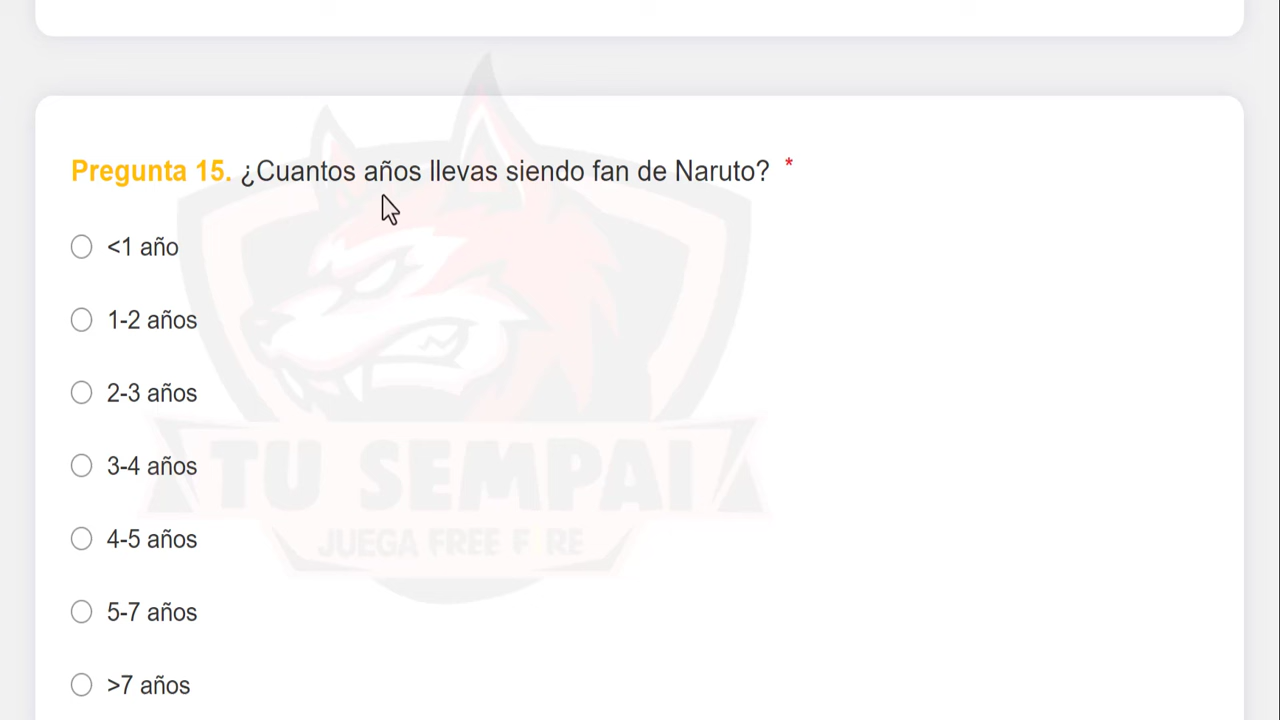 Pregunta 15. ¿Cuantos años llevas siendo fan de Naruto? *
<1 año
1-2 años
2-3 años
3-4 años
4-5 años
5-7 años
>7 años
TU SEMPAI
JUEGA FREE FIRE